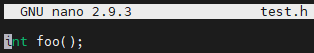 GNU nano 2.9.3 test.h
int foo();